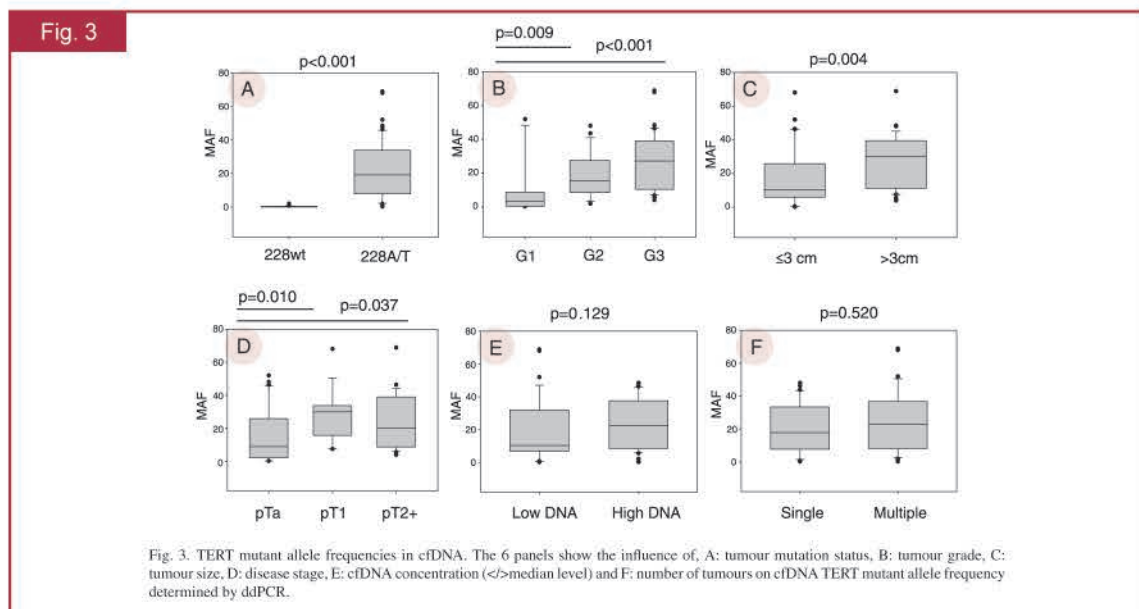 Fig. 3
p<0.001
A
MAF
80
60
40
20
0
228wt 228A/T
p=0.009
p<0.001
B
MAF
80
60
40
20
0
G1 G2 G3
p=0.004
C
MAF
80
60
40
20
0
≤3 cm >3cm
p=0.010
p=0.037
D
MAF
80
60
40
20
0
pTa pT1 pT2+
p=0.129
E
MAF
80
60
40
20
0
Low DNA High DNA
p=0.520
F
MAF
80
60
40
20
0
Single Multiple
Fig. 3. TERT mutant allele frequencies in cfDNA. The 6 panels show the influence of, A: tumour mutation status, B: tumour grade, C:
tumour size, D: disease stage, E: cfDNA concentration (</>median level) and F: number of tumours on cfDNA TERT mutant allele frequency
determined by ddPCR.